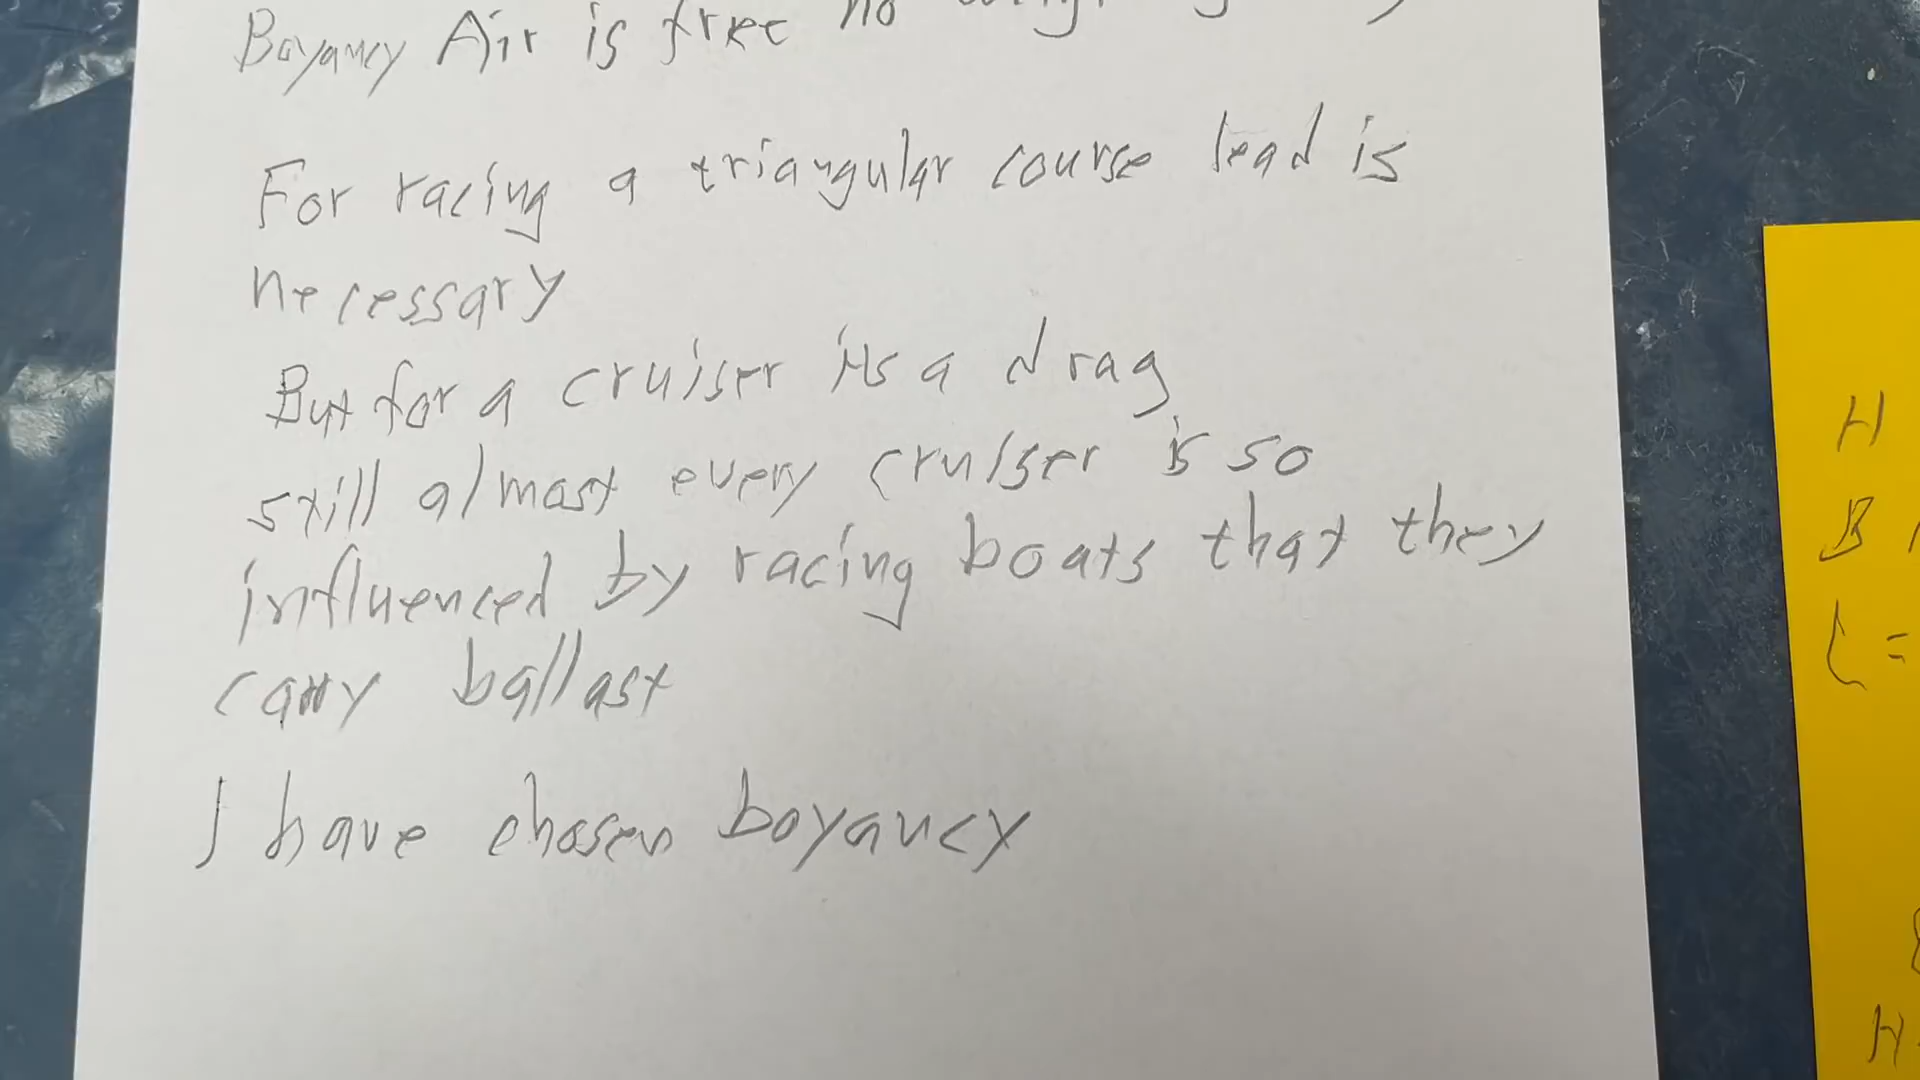 Boyancy Air is free no
For racing a triangular course lead is
necessary
But for a cruiser its a drag
still almost every cruiser is so
influenced by racing boats that they
carry ballast
I have chosen boyancy
H
B
L =
H